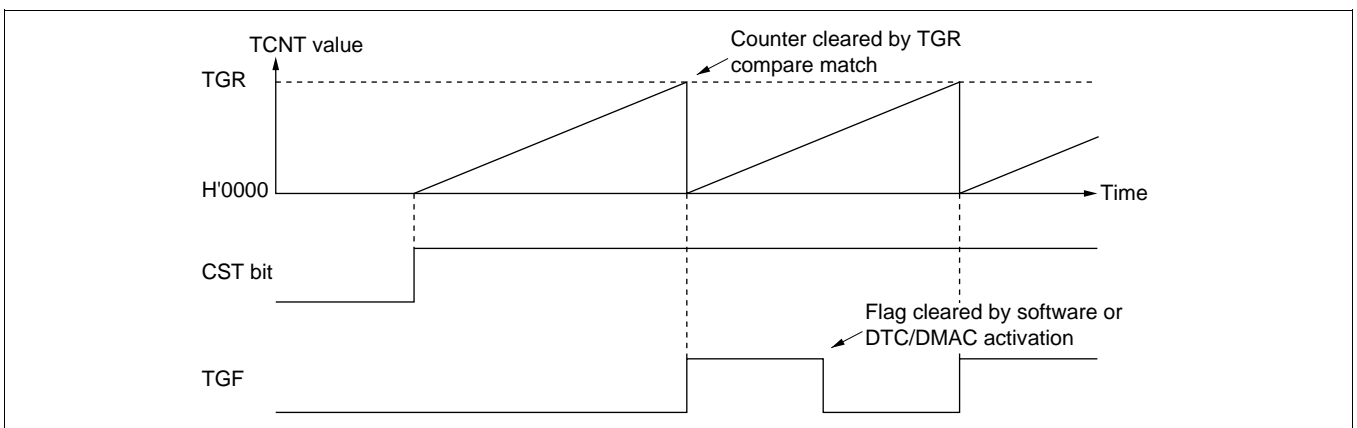 TCNT value
Counter cleared by TGR
compare match
TGR
H'0000
Time
CST bit
Flag cleared by software or
DTC/DMAC activation
TGF